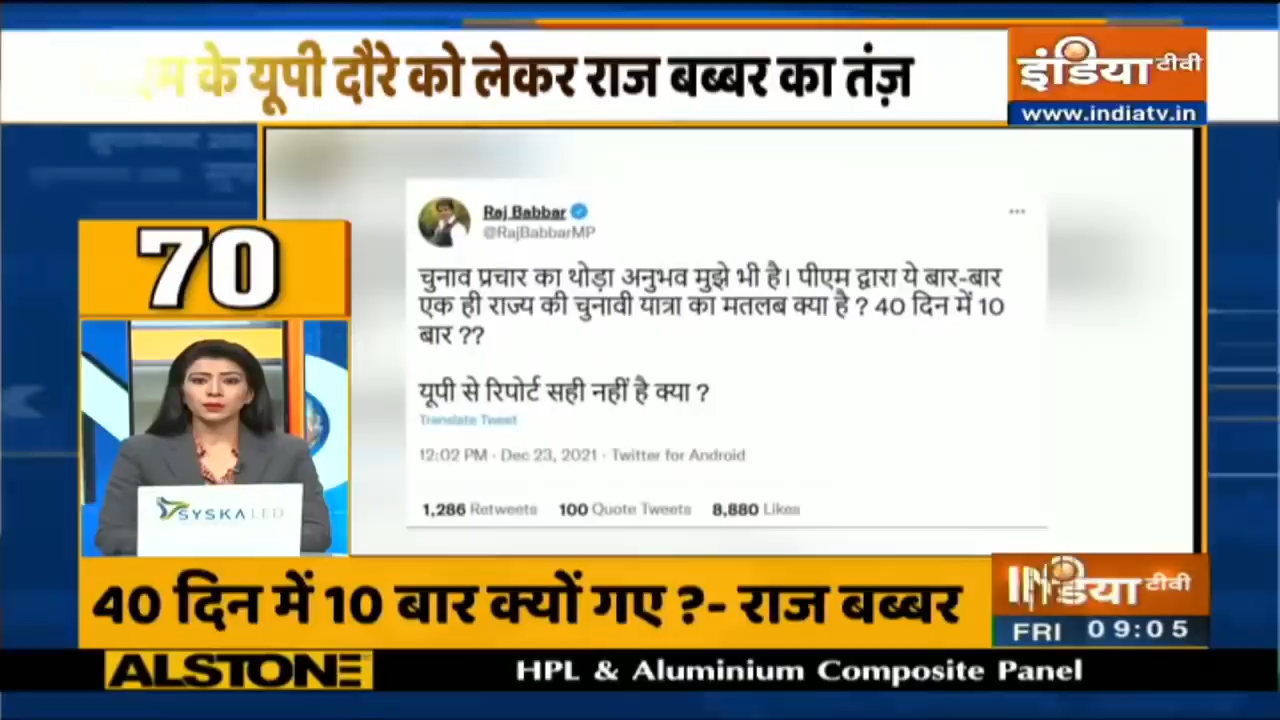 के यूपी दौरे को लेकर राज बब्बर का तंज़
इंडिया टीवी
www.indiatv.in
70
Raj Babbar
@RajBabbarMP
चुनाव प्रचार का थोड़ा अनुभव मुझे भी है। पीएम द्वारा ये बार-बार
एक ही राज्य की चुनावी यात्रा का मतलब क्या है ? 40 दिन में 10
बार ??
यूपी से रिपोर्ट सही नहीं है क्या ?
Translate Tweet
12:02 PM · Dec 23, 2021 · Twitter for Android
1,286 Retweets 100 Quote Tweets 8,880 Likes
SYSKA LED
40 दिन में 10 बार क्यों गए ?- राज बब्बर
टीवी
FRI 09:05
ALSTONE
HPL & Aluminium Composite Panel